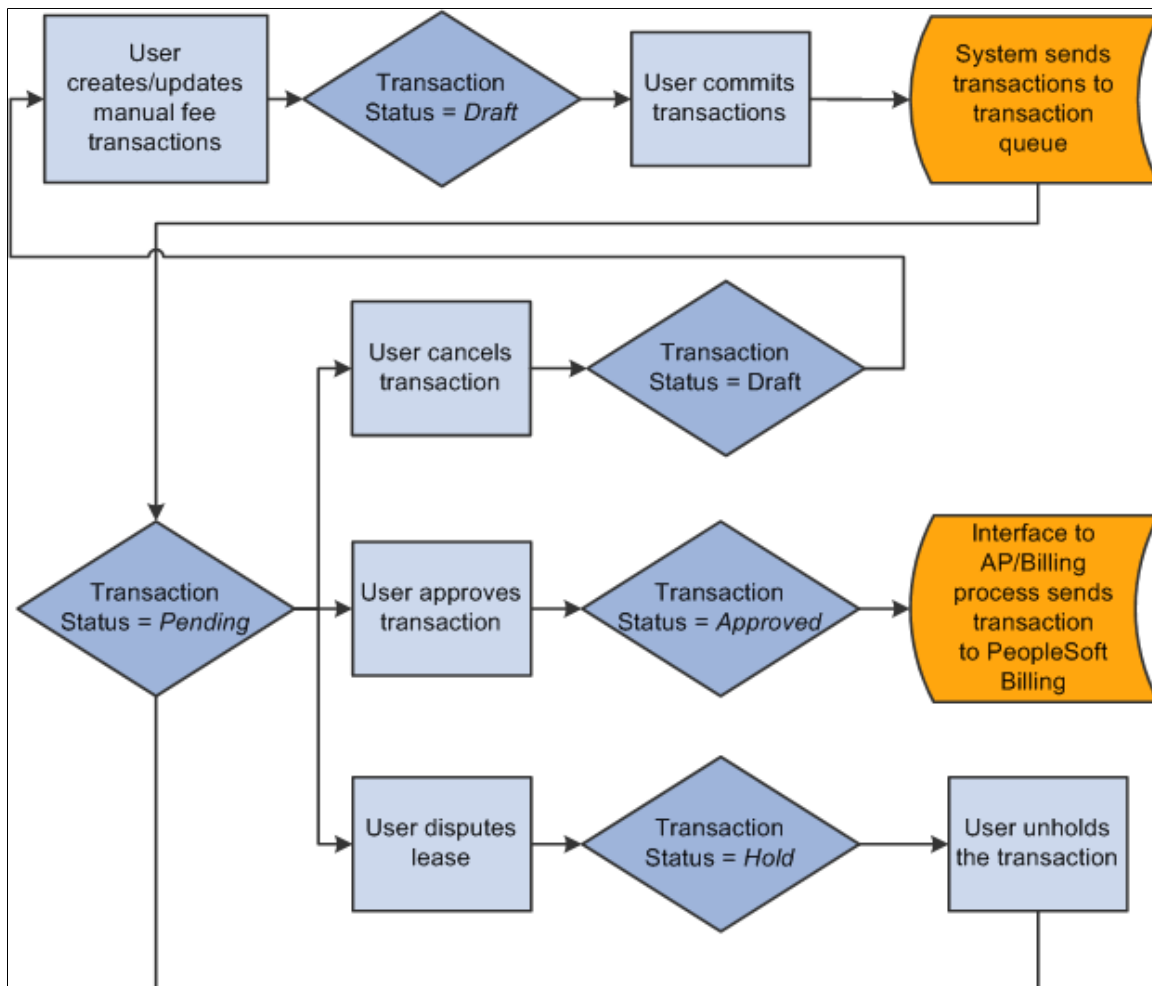 User
creates/updates
manual fee
transactions
Transaction
Status = Draft
User commits
transactions
System sends
transactions to
transaction
queue
User cancels
transaction
Transaction
Status = Draft
Transaction
Status = Pending
User approves
transaction
Transaction
Status = Approved
Interface to
AP/Billing
process sends
transaction
to PeopleSoft
Billing
User disputes
lease
Transaction
Status = Hold
User unholds
the transaction